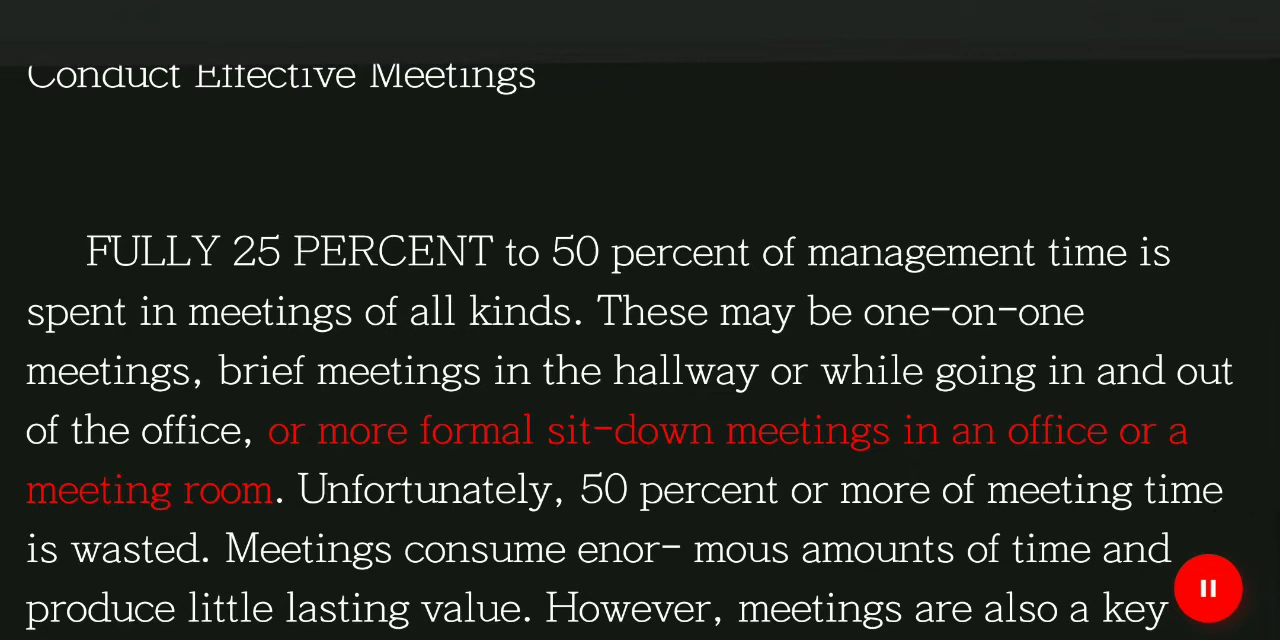 Conduct Effective Meetings
FULLY 25 PERCENT to 50 percent of management time is
spent in meetings of all kinds. These may be one-on-one
meetings, brief meetings in the hallway or while going in and out
of the office, or more formal sit-down meetings in an office or a
meeting room. Unfortunately, 50 percent or more of meeting time
is wasted. Meetings consume enor- mous amounts of time and
produce little lasting value. However, meetings are also a key